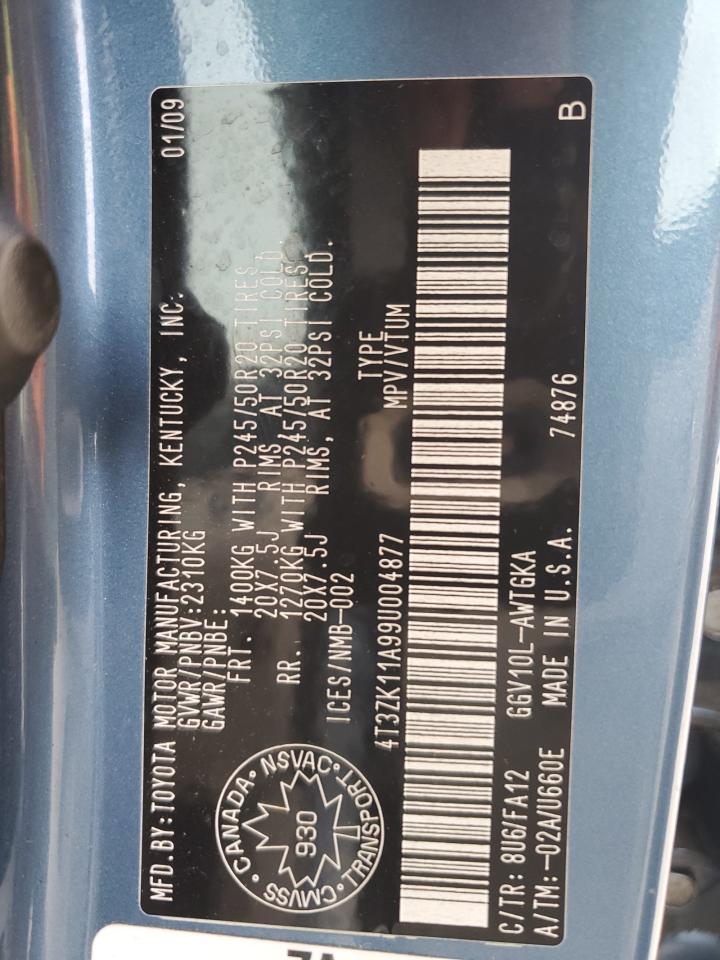 MFD.BY:TOYOTA MOTOR MANUFACTURING, KENTUCKY, INC. 01/09
GVWR/PNBV:2310KG
GAWR/PNBE:
FRT. 1400KG WITH P245/50R20 TIRES
20X7.5J RIMS AT 32PSI COLD.
RR. 1270KG WITH P245/50R20 TIRES
20X7.5J RIMS, AT 32PSI COLD.
ICES/NMB-002
CANADA • NSVAC • TRANSPORT • CMVSS •
930
4T3ZK11A99U004877 TYPE
MPV/VTUM
C/TR: 8U6/FA12 GGV10L-AWTGKA 74876 B
A/TM:-02A/U660E MADE IN U.S.A.